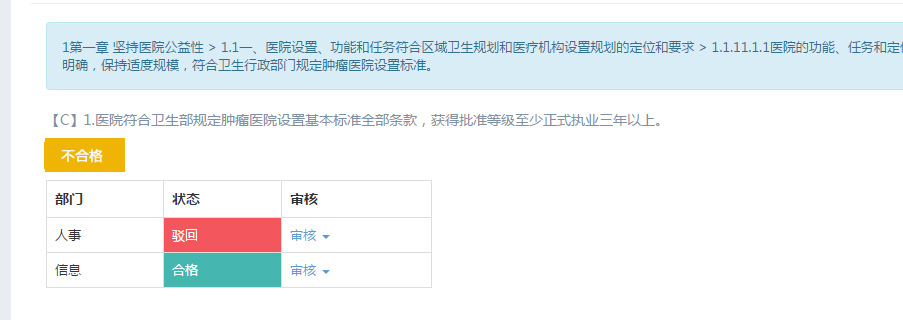 1第一章 坚持医院公益性 > 1.1一、医院设置、功能和任务符合区域卫生规划和医疗机构设置规划的定位和要求 > 1.1.11.1.1医院的功能、任务和定
明确，保持适度规模，符合卫生行政部门规定肿瘤医院设置标准。
【C】1.医院符合卫生部规定肿瘤医院设置基本标准全部条款，获得批准等级至少正式执业三年以上。
不合格
部门 状态 审核
人事 驳回 审核
信息 合格 审核